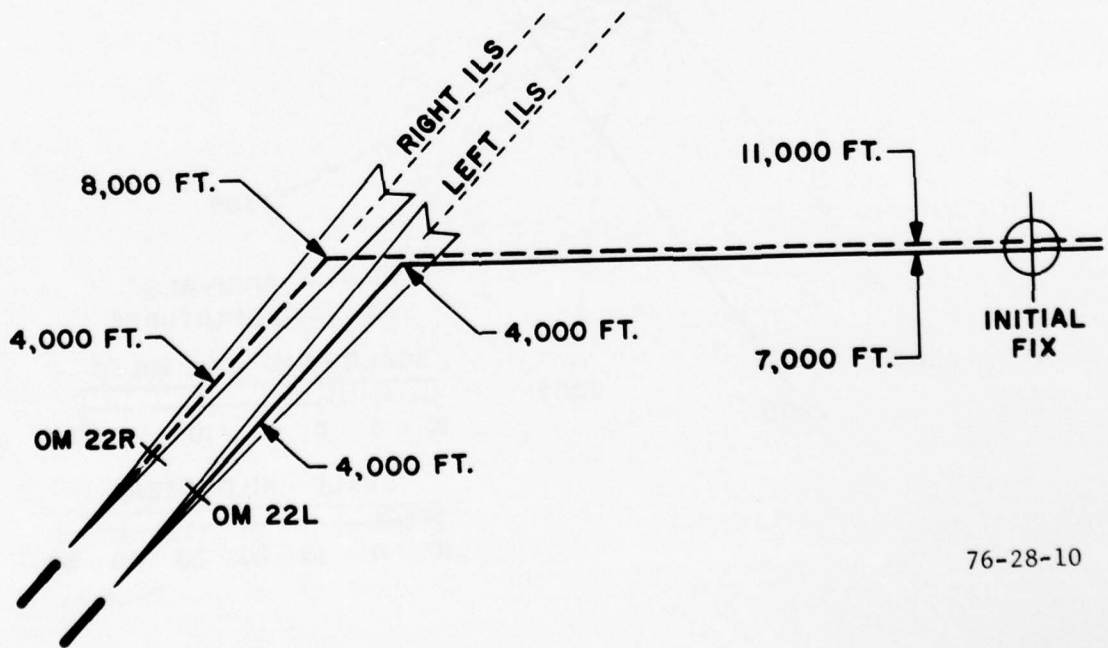 RIGHT ILS
LEFT ILS
11,000 FT.
8,000 FT.
4,000 FT.
4,000 FT.
INITIAL
FIX
7,000 FT.
OM 22R
4,000 FT.
OM 22L
76-28-10